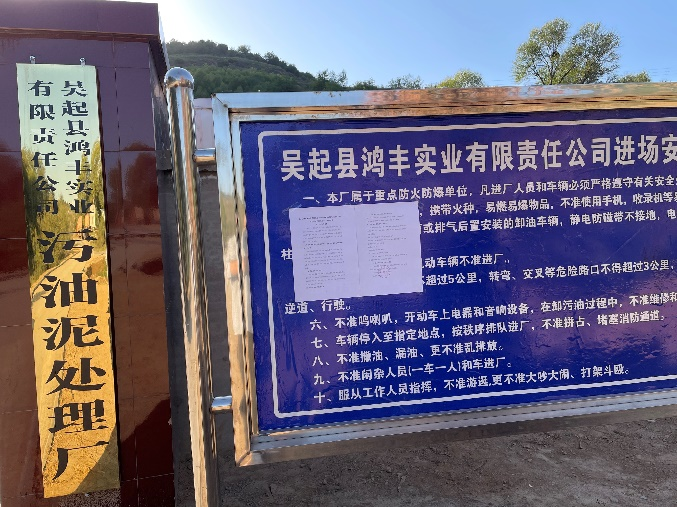 吴起县鸿丰实业
有限责任公司
污油泥处理厂
吴起县鸿丰实业有限责任公司进场安
一、本厂属于重点防火防爆单位,凡进厂人员和车辆必须严格遵守有关安全
,携带火种,易燃易爆物品,不准使用手机,收录机等
或排气后置安装的卸油车辆,静电防磁带不接地,电
柱
动车辆不准进厂。
超过5公里,转弯、交叉等危险路口不得超过3公里,
逆道、行驶。
六、不准鸣喇叭,开动车上电器和音响设备,在卸污油过程中,不准维修和
七、车辆停入至指定地点,按秩序排队进厂,不准拼占、堵塞消防通道。
八、不准撒油、漏油、更不准乱排放。
九、不准闲杂人员(一车一人)和车进厂。
十、服从工作人员指挥,不准游逛,更不准大吵大闹、打架斗殴。